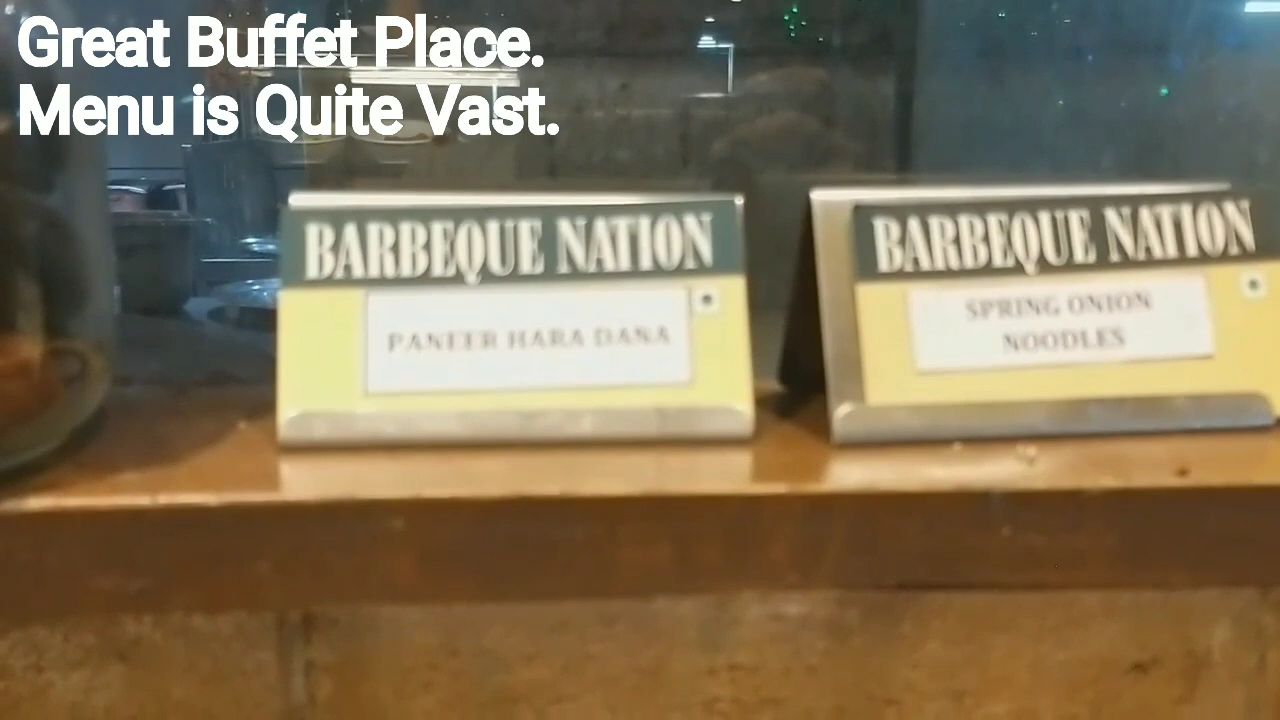 Great Buffet Place.
Menu is Quite Vast.
BARBEQUE NATION
PANEER HARA DANA
BARBEQUE NATION
SPRING ONION
NOODLES